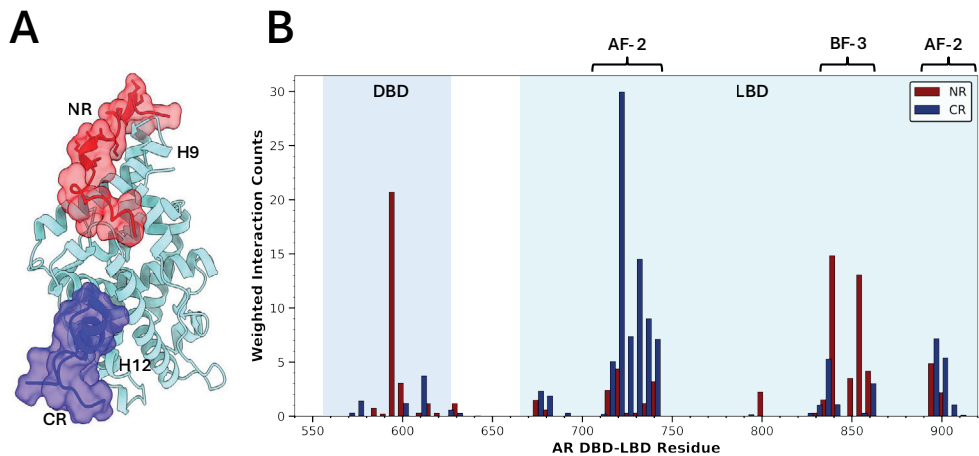 A
NR
H9
H12
CR
B
AF-2
BF-3
AF-2
DBD
LBD
NR
CR
Weighted Interaction Counts
30
25
20
15
10
5
0
550
600
650
700
750
800
850
900
AR DBD-LBD Residue